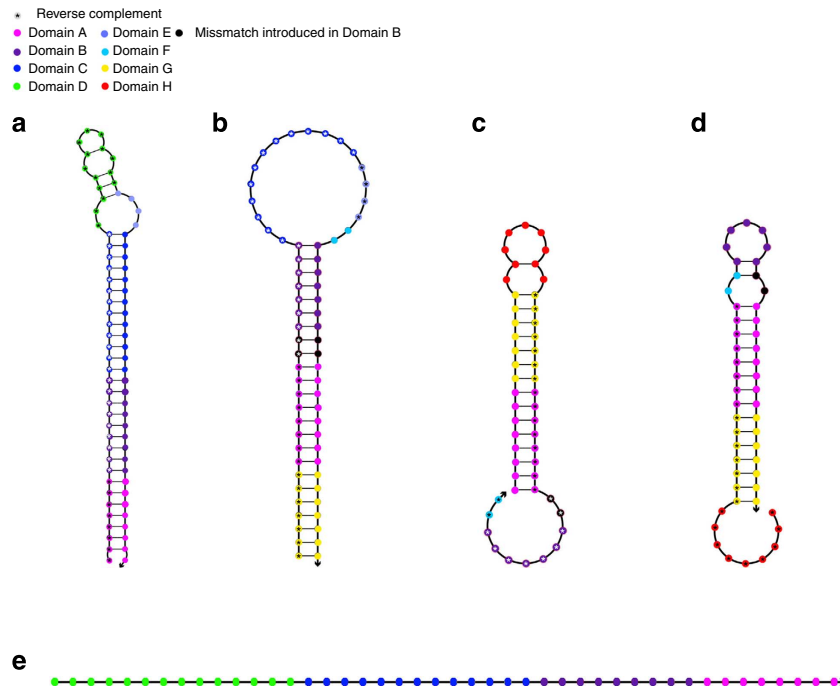 Reverse complement
Domain A Domain E Missmatch introduced in Domain B
Domain B Domain F
Domain C Domain G
Domain D Domain H
a b c d
e